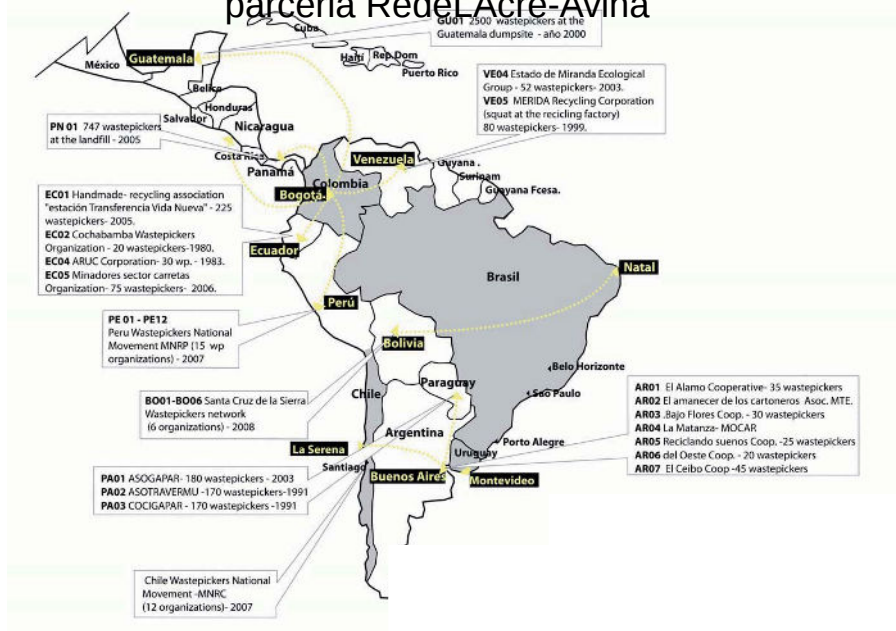 parceria RedeLAcre-Avina
GU01 2500 wastepickers at the
Guatemala dumpsite - año 2000
Cuba
México
Guatemala
Haití
Rep.Dom
Puerto Rico
Belice
Honduras
Salvador
Nicaragua
Costa Rica
Panamá
VE04 Estado de Miranda Ecological
Group - 52 wastepickers- 2003.
VE05 MERIDA Recycling Corporation
(squat at the recicling factory)
80 wastepickers- 1999.
PN 01 747 wastepickers
at the landfill - 2005
Venezuela
Guyana .
Surinam
Guayana Fcesa.
Colombia
Bogotá.
EC01 Handmade- recycling association
"estación Transferencia Vida Nueva" - 225
wastepickers- 2005.
EC02 Cochabamba Wastepickers
Organization - 20 wastepickers-1980.
EC04 ARUC Corporation- 30 wp. - 1983.
EC05 Minadores sector carretas
Organization- 75 wastepickers- 2006.
Ecuador
Brasil
Natal
Perú
PE 01 - PE12
Peru Wastepickers National
Movement MNRP (15 wp
organizations) - 2007
Bolivia
Belo Horizonte
Sao Paulo
Paraguay
Chile
BO01-BO06 Santa Cruz de la Sierra
Wastepickers network
(6 organizations) - 2008
AR01 El Alamo Cooperative- 35 wastepickers
AR02 El amanecer de los cartoneros Asoc. MTE.
AR03 .Bajo Flores Coop. - 30 wastepickers
AR04 La Matanza- MOCAR
AR05 Reciclando suenos Coop. -25 wastepickers
AR06 del Oeste Coop. - 20 wastepickers
AR07 El Ceibo Coop -45 wastepickers
Argentina
Porto Alegre
La Serena
Uruguay
Santiago
Buenos Aires
Montevideo
PA01 ASOGAPAR- 180 wastepickers - 2003
PA02 ASOTRAVERMU -170 wastepickers-1991
PA03 COCIGAPAR - 170 wastepickers -1991
Chile Wastepickers National
Movement -MNRC
(12 organizations)- 2007